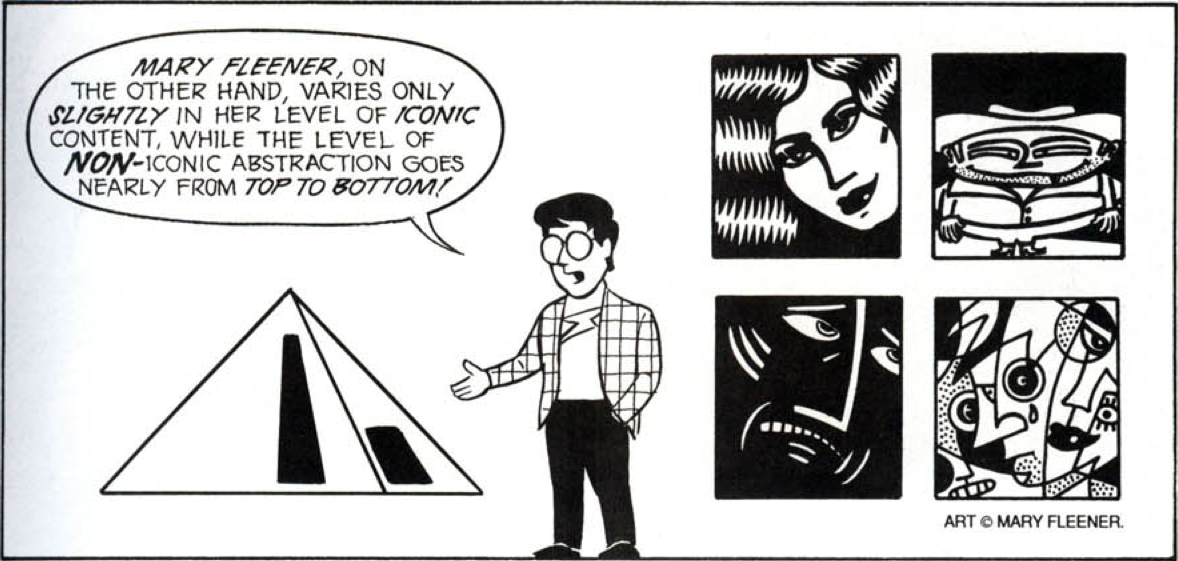 MARY FLEENER, ON
THE OTHER HAND, VARIES ONLY
SLIGHTLY IN HER LEVEL OF ICONIC
CONTENT, WHILE THE LEVEL OF
NON-ICONIC ABSTRACTION GOES
NEARLY FROM TOP TO BOTTOM!
ART © MARY FLEENER.